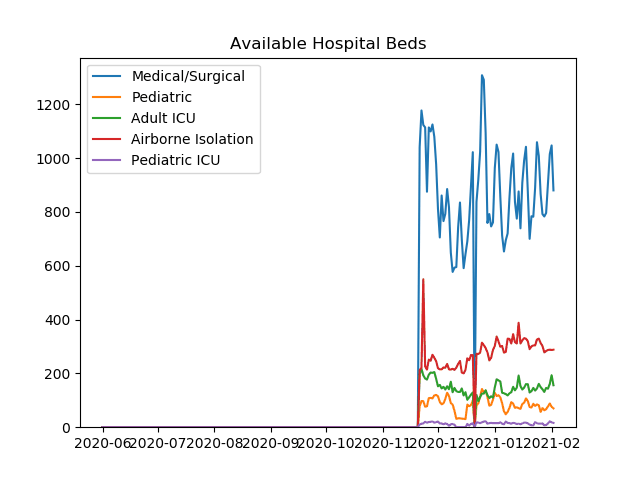 Available Hospital Beds
Medical/Surgical
Pediatric
Adult ICU
Airborne Isolation
Pediatric ICU
1200
1000
800
600
400
200
0
2020-06 2020-07 2020-08 2020-09 2020-10 2020-11 2020-12 2021-01 2021-02